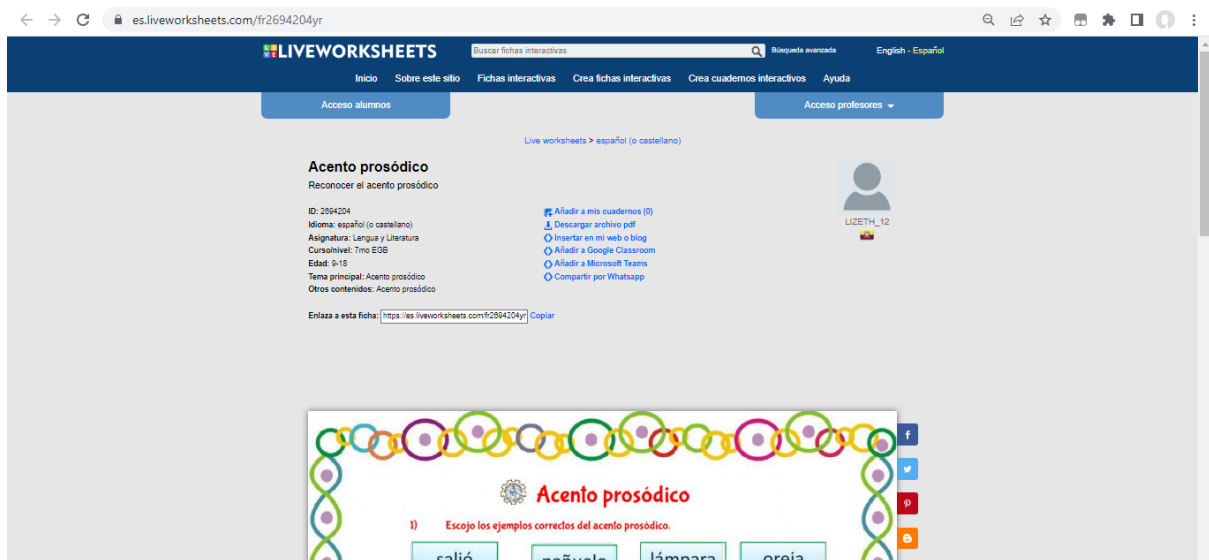 es.liveworksheets.com/fr2694204yr
LIVEWORKSHEETS
Buscar fichas interactivas
Búsqueda avanzada
English - Español
Inicio Sobre este sitio Fichas interactivas Crea fichas interactivas Crea cuadernos interactivos Ayuda
Acceso alumnos
Acceso profesores
Live worksheets > español (o castellano)
Acento prosódico
Reconocer el acento prosódico
ID: 2694204
Idioma: español (o castellano)
Asignatura: Lengua y Literatura
Curso/nivel: 7mo EGB
Edad: 9-18
Tema principal: Acento prosódico
Otros contenidos: Acento prosódico
Añadir a mis cuadernos (0)
Descargar archivo pdf
Insertar en mi web o blog
Añadir a Google Classroom
Añadir a Microsoft Teams
Compartir por Whatsapp
LIZETH_12
Enlaza a esta ficha: https://es.liveworksheets.com/fr2694204yr Copiar
Acento prosódico
1) Escojo los ejemplos correctos del acento prosódico.
salió pañuelo lámpara oreja